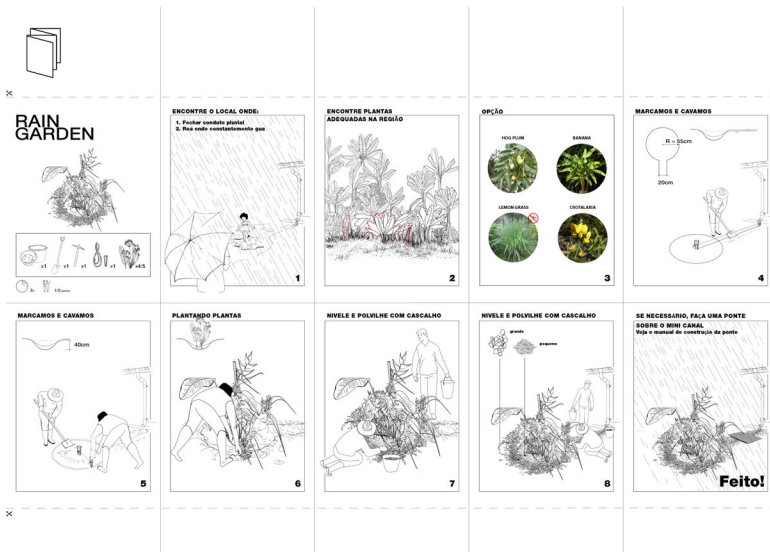 RAIN
GARDEN
x1
x1
x1
x1
x4/5
ENCONTRE O LOCAL ONDE:
1. Fechar conduto pluvial
2. Rea onde constantemente gua
1
ENCONTRE PLANTAS
ADEQUADAS NA REGIÃO
2
OPÇÃO
HOG PLUM
BANANA
LEMON GRASS
CROTALARIA
3
MARCAMOS E CAVAMOS
R = 55cm
20cm
4
MARCAMOS E CAVAMOS
40cm
5
PLANTANDO PLANTAS
6
NIVELE E POLVILHE COM CASCALHO
7
NIVELE E POLVILHE COM CASCALHO
grande
pequeno
8
SE NECESSÁRIO, FAÇA UMA PONTE
SOBRE O MINI CANAL
Veja o manual de construção da ponte
Feito!